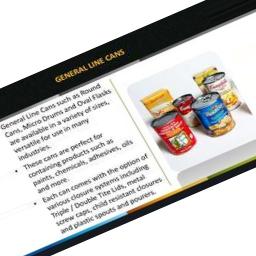 GENERAL LINE CANS
General Line Cans such as Round
Cans, Micro Drums and Oval Flasks
are available in a variety of sizes,
versatile for use in many
industries.
• These cans are perfect for
containing products such as
paints, chemicals, adhesives, oils
and more.
• Each can comes with the option of
various closure systems including
Triple / Double Tite Lids, metal
screw caps, child resistant closures
and plastic spouts and pourers.